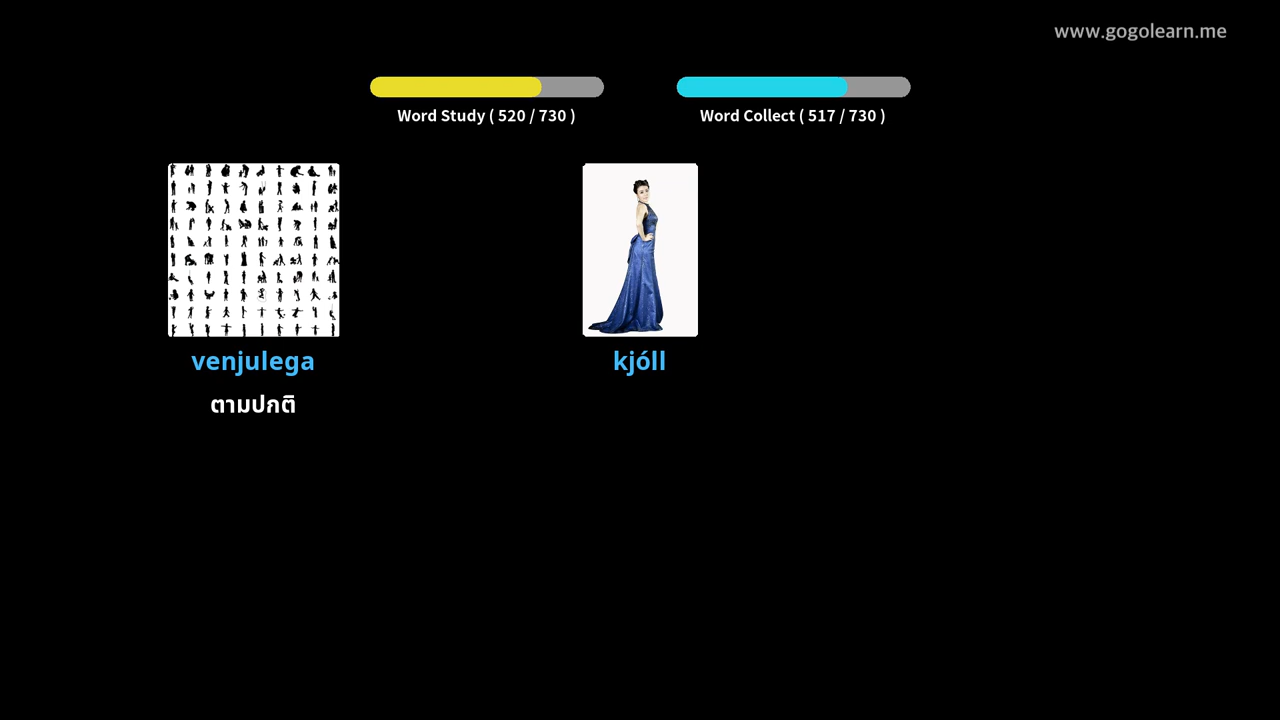 www.gogolearn.me
Word Study ( 520 / 730 )
Word Collect ( 517 / 730 )
venjulega
kjóll
ตามปกติ